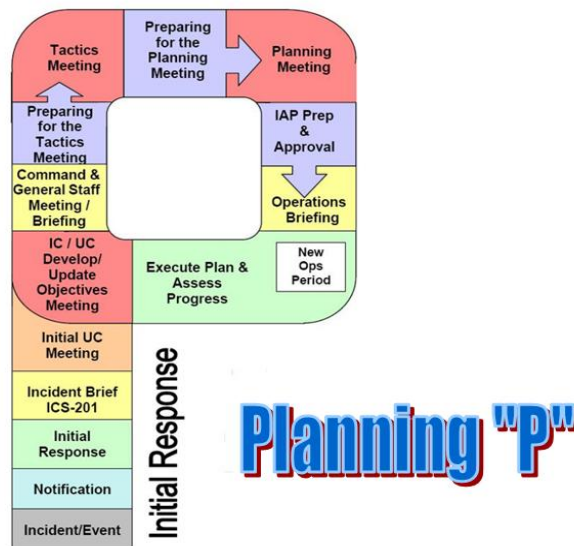 Tactics
Meeting
Preparing
for the
Planning
Meeting
Planning
Meeting
Preparing
for the
Tactics
Meeting
IAP Prep
&
Approval
Command &
General Staff
Meeting /
Briefing
Operations
Briefing
IC / UC
Develop/
Update
Objectives
Meeting
Execute Plan &
Assess
Progress
New
Ops
Period
Initial UC
Meeting
Incident Brief
ICS-201
Initial
Response
Notification
Incident/Event
Initial Response
Planning "P"